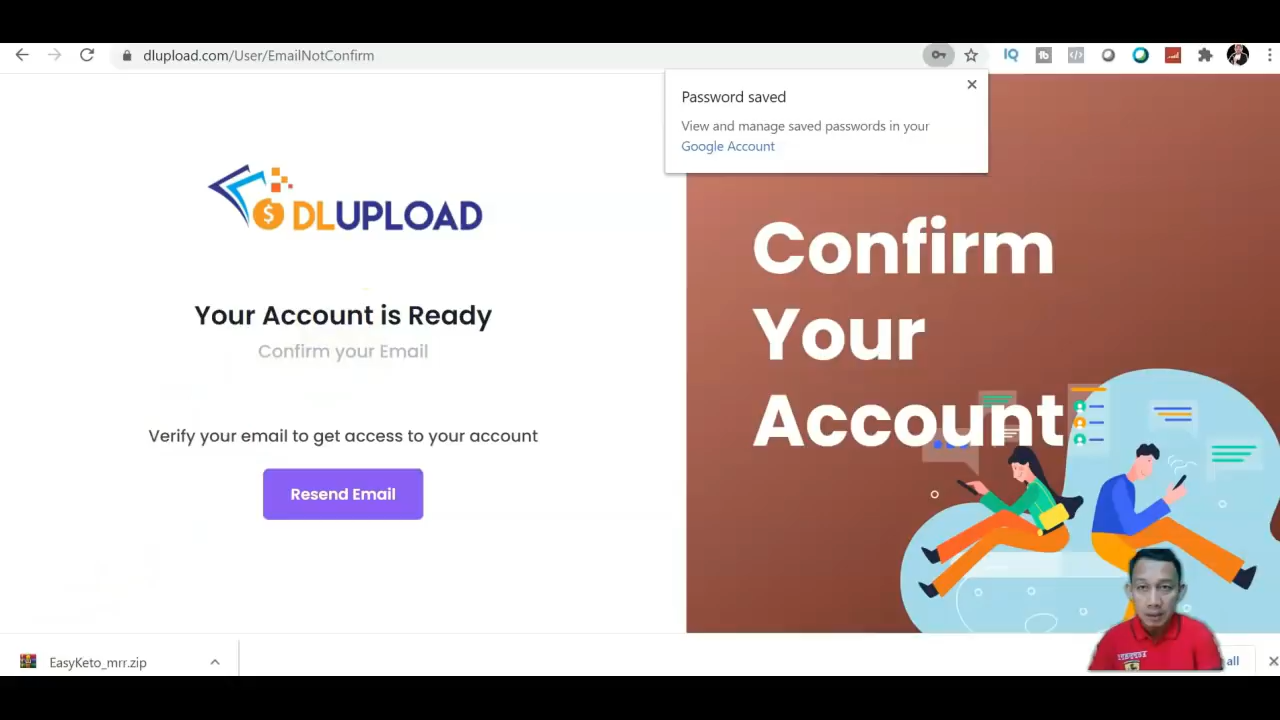 dlupload.com/User/EmailNotConfirm
IQ
tb
Password saved
View and manage saved passwords in your
Google Account
DLUPLOAD
Your Account is Ready
Confirm your Email
Verify your email to get access to your account
Resend Email
Confirm
Your
Account
EasyKeto_mrr.zip
all